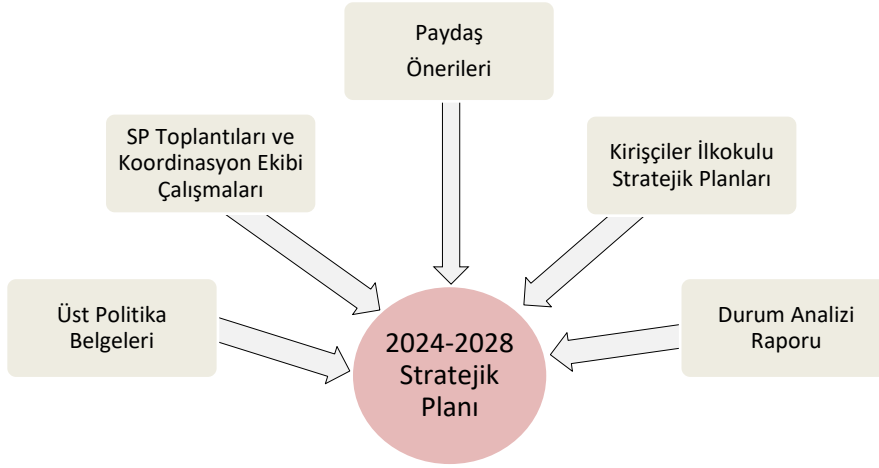 Paydaş
Önerileri
SP Toplantıları ve
Koordinasyon Ekibi
Çalışmaları
Kirişçiler İlkokulu
Stratejik Planları
Üst Politika
Belgeleri
Durum Analizi
Raporu
2024-2028
Stratejik
Planı